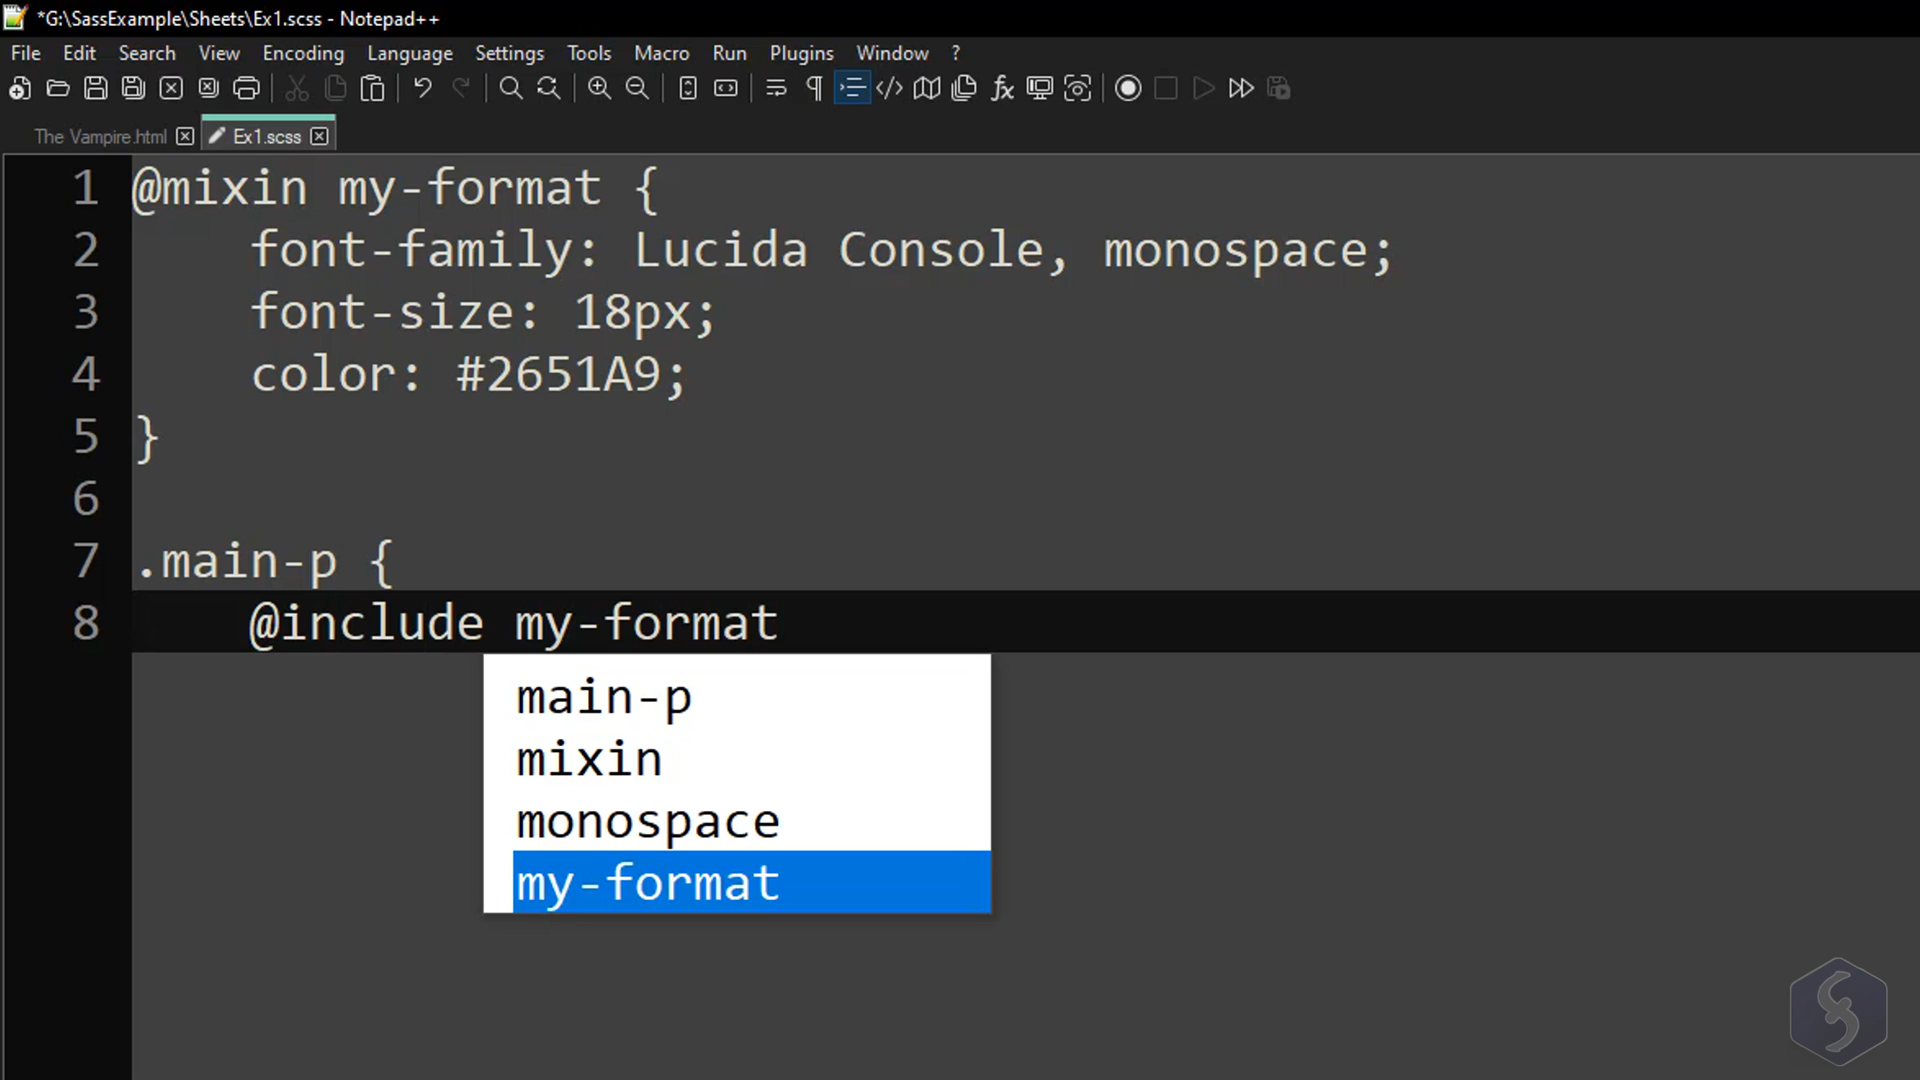 *G:\SassExample\Sheets\Ex1.scss - Notepad++
File Edit Search View Encoding Language Settings Tools Macro Run Plugins Window ?
The Vampire.html Ex1.scss
1 @mixin my-format {
2 font-family: Lucida Console, monospace;
3 font-size: 18px;
4 color: #2651A9;
5 }
6
7 .main-p {
8 @include my-format
main-p
mixin
monospace
my-format